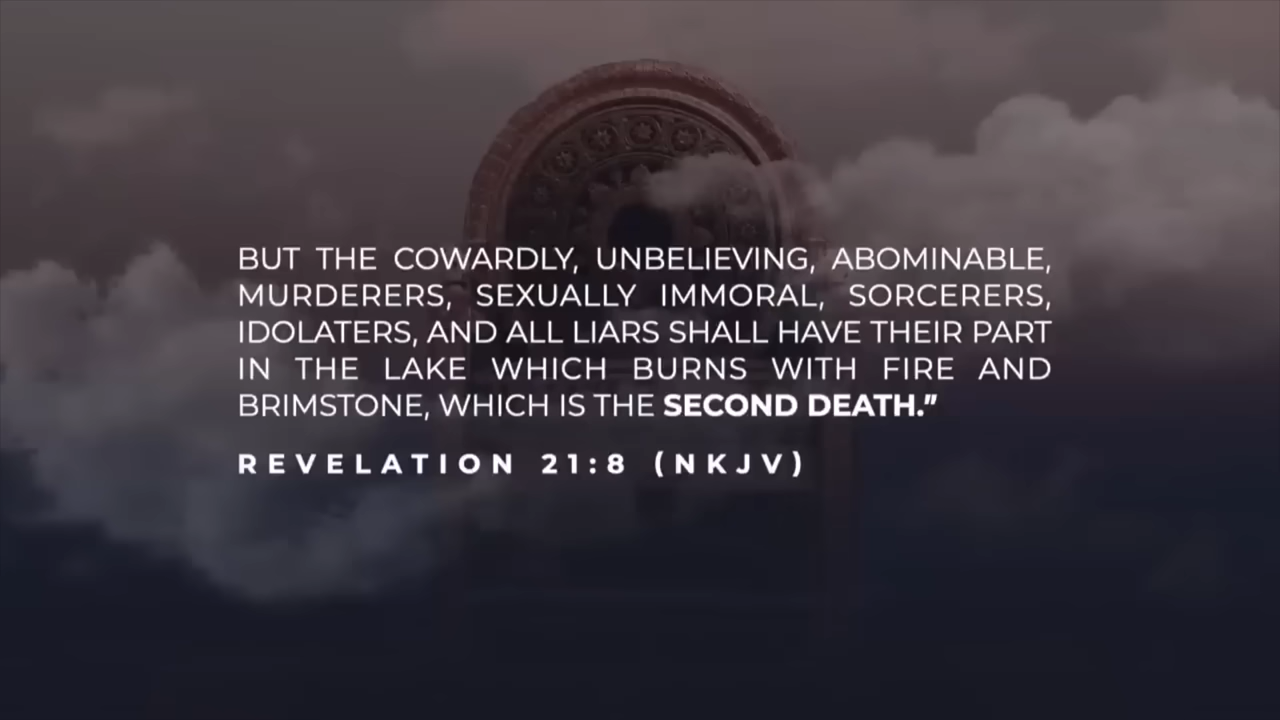 BUT THE COWARDLY, UNBELIEVING, ABOMINABLE,
MURDERERS, SEXUALLY IMMORAL, SORCERERS,
IDOLATERS, AND ALL LIARS SHALL HAVE THEIR PART
IN THE LAKE WHICH BURNS WITH FIRE AND
BRIMSTONE, WHICH IS THE SECOND DEATH.”
REVELATION 21:8 (NKJV)